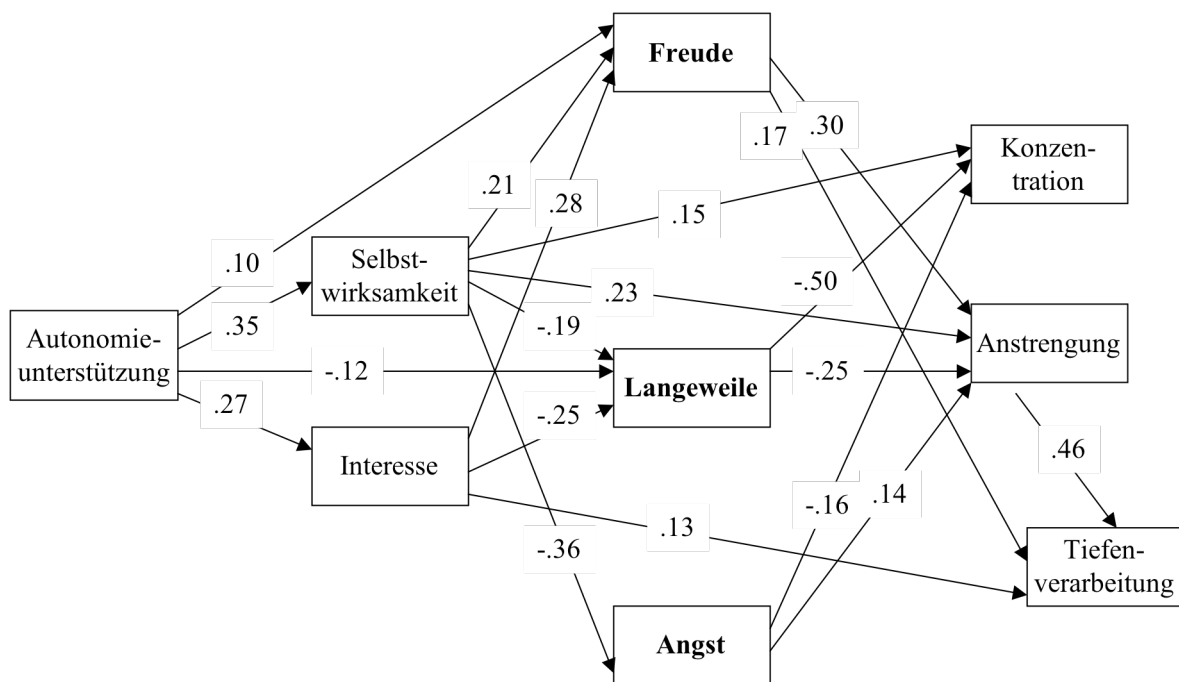 Freude
.17
.30
Konzen-
tration
.21
.28
.15
.10
Selbst-
wirksamkeit
-.50
.23
Autonomie-
unterstützung
.35
-.19
Anstrengung
-.12
Langeweile
-.25
.27
-.25
.46
Interesse
-.16
.14
.13
-.36
Tiefen-
verarbeitung
Angst